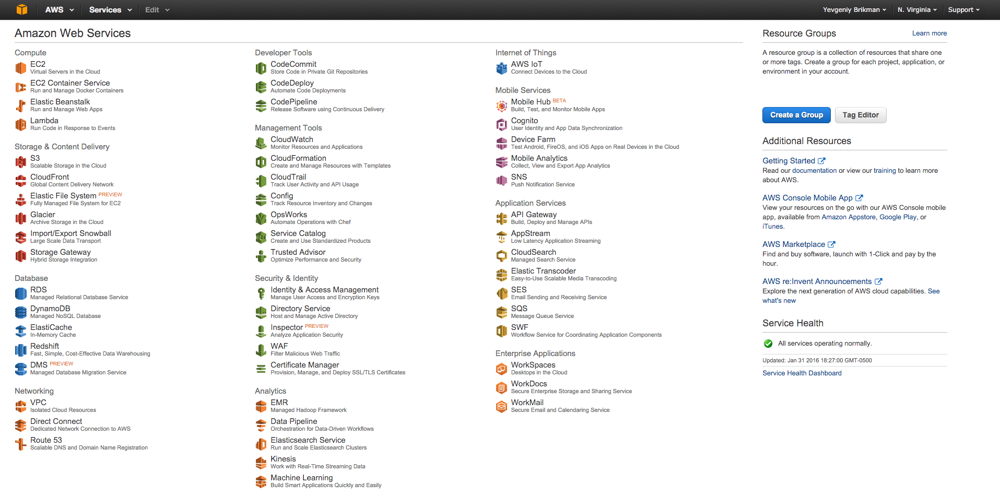 AWS Services Edit Yevgeniy Brikman N. Virginia Support
Amazon Web Services
Compute
EC2
Virtual Servers in the Cloud
EC2 Container Service
Run and Manage Docker Containers
Elastic Beanstalk
Run and Manage Web Apps
Lambda
Run Code in Response to Events
Storage & Content Delivery
S3
Scalable Storage in the Cloud
CloudFront
Global Content Delivery Network
Elastic File System PREVIEW
Fully Managed File System for EC2
Glacier
Archive Storage in the Cloud
Import/Export Snowball
Large Scale Data Transport
Storage Gateway
Hybrid Storage Integration
Database
RDS
Managed Relational Database Service
DynamoDB
Managed NoSQL Database
ElastiCache
In-Memory Cache
Redshift
Fast, Simple, Cost-Effective Data Warehousing
DMS PREVIEW
Managed Database Migration Service
Networking
VPC
Isolated Cloud Resources
Direct Connect
Dedicated Network Connection to AWS
Route 53
Scalable DNS and Domain Name Registration
Developer Tools
CodeCommit
Store Code in Private Git Repositories
CodeDeploy
Automate Code Deployments
CodePipeline
Release Software using Continuous Delivery
Management Tools
CloudWatch
Monitor Resources and Applications
CloudFormation
Create and Manage Resources with Templates
CloudTrail
Track User Activity and API Usage
Config
Track Resource Inventory and Changes
OpsWorks
Automate Operations with Chef
Service Catalog
Create and Use Standardized Products
Trusted Advisor
Optimize Performance and Security
Security & Identity
Identity & Access Management
Manage User Access and Encryption Keys
Directory Service
Host and Manage Active Directory
Inspector PREVIEW
Analyze Application Security
WAF
Filter Malicious Web Traffic
Certificate Manager
Provision, Manage, and Deploy SSL/TLS Certificates
Analytics
EMR
Managed Hadoop Framework
Data Pipeline
Orchestration for Data-Driven Workflows
Elasticsearch Service
Run and Scale Elasticsearch Clusters
Kinesis
Work with Real-Time Streaming Data
Machine Learning
Build Smart Applications Quickly and Easily
Internet of Things
AWS IoT
Connect Devices to the Cloud
Mobile Services
Mobile Hub BETA
Build, Test, and Monitor Mobile Apps
Cognito
User Identity and App Data Synchronization
Device Farm
Test Android, FireOS, and iOS Apps on Real Devices in the Cloud
Mobile Analytics
Collect, View and Export App Analytics
SNS
Push Notification Service
Application Services
API Gateway
Build, Deploy and Manage APIs
AppStream
Low Latency Application Streaming
CloudSearch
Managed Search Service
Elastic Transcoder
Easy-to-Use Scalable Media Transcoding
SES
Email Sending and Receiving Service
SQS
Message Queue Service
SWF
Workflow Service for Coordinating Application Components
Enterprise Applications
WorkSpaces
Desktops in the Cloud
WorkDocs
Secure Enterprise Storage and Sharing Service
WorkMail
Secure Email and Calendaring Service
Resource Groups Learn more
A resource group is a collection of resources that share one
or more tags. Create a group for each project, application, or
environment in your account.
Create a Group Tag Editor
Additional Resources
Getting Started
Read our documentation or view our training to learn more
about AWS.
AWS Console Mobile App
View your resources on the go with our AWS Console mobile
app, available from Amazon Appstore, Google Play, or
iTunes.
AWS Marketplace
Find and buy software, launch with 1-Click and pay by the
hour.
AWS re:Invent Announcements
Explore the next generation of AWS cloud capabilities. See
what's new
Service Health
All services operating normally.
Updated: Jan 31 2016 18:27:00 GMT-0500
Service Health Dashboard